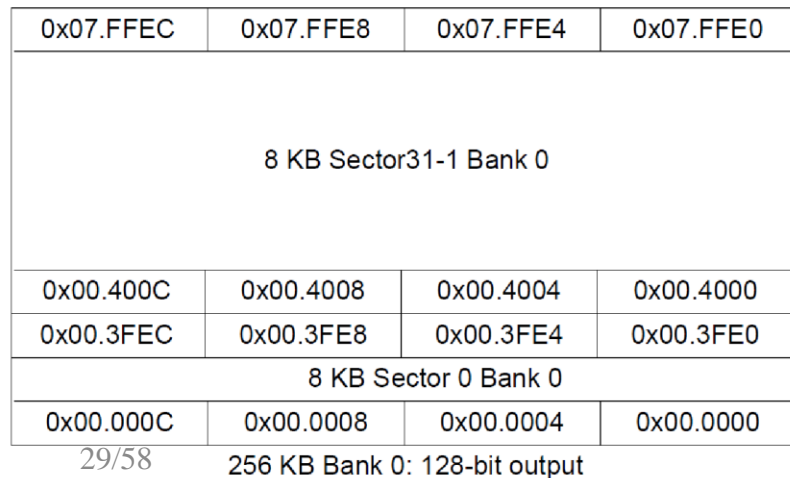 0x07.FFEC 0x07.FFE8 0x07.FFE4 0x07.FFE0
8 KB Sector31-1 Bank 0
0x00.400C 0x00.4008 0x00.4004 0x00.4000
0x00.3FEC 0x00.3FE8 0x00.3FE4 0x00.3FE0
8 KB Sector 0 Bank 0
0x00.000C 0x00.0008 0x00.0004 0x00.0000
29/58
256 KB Bank 0: 128-bit output